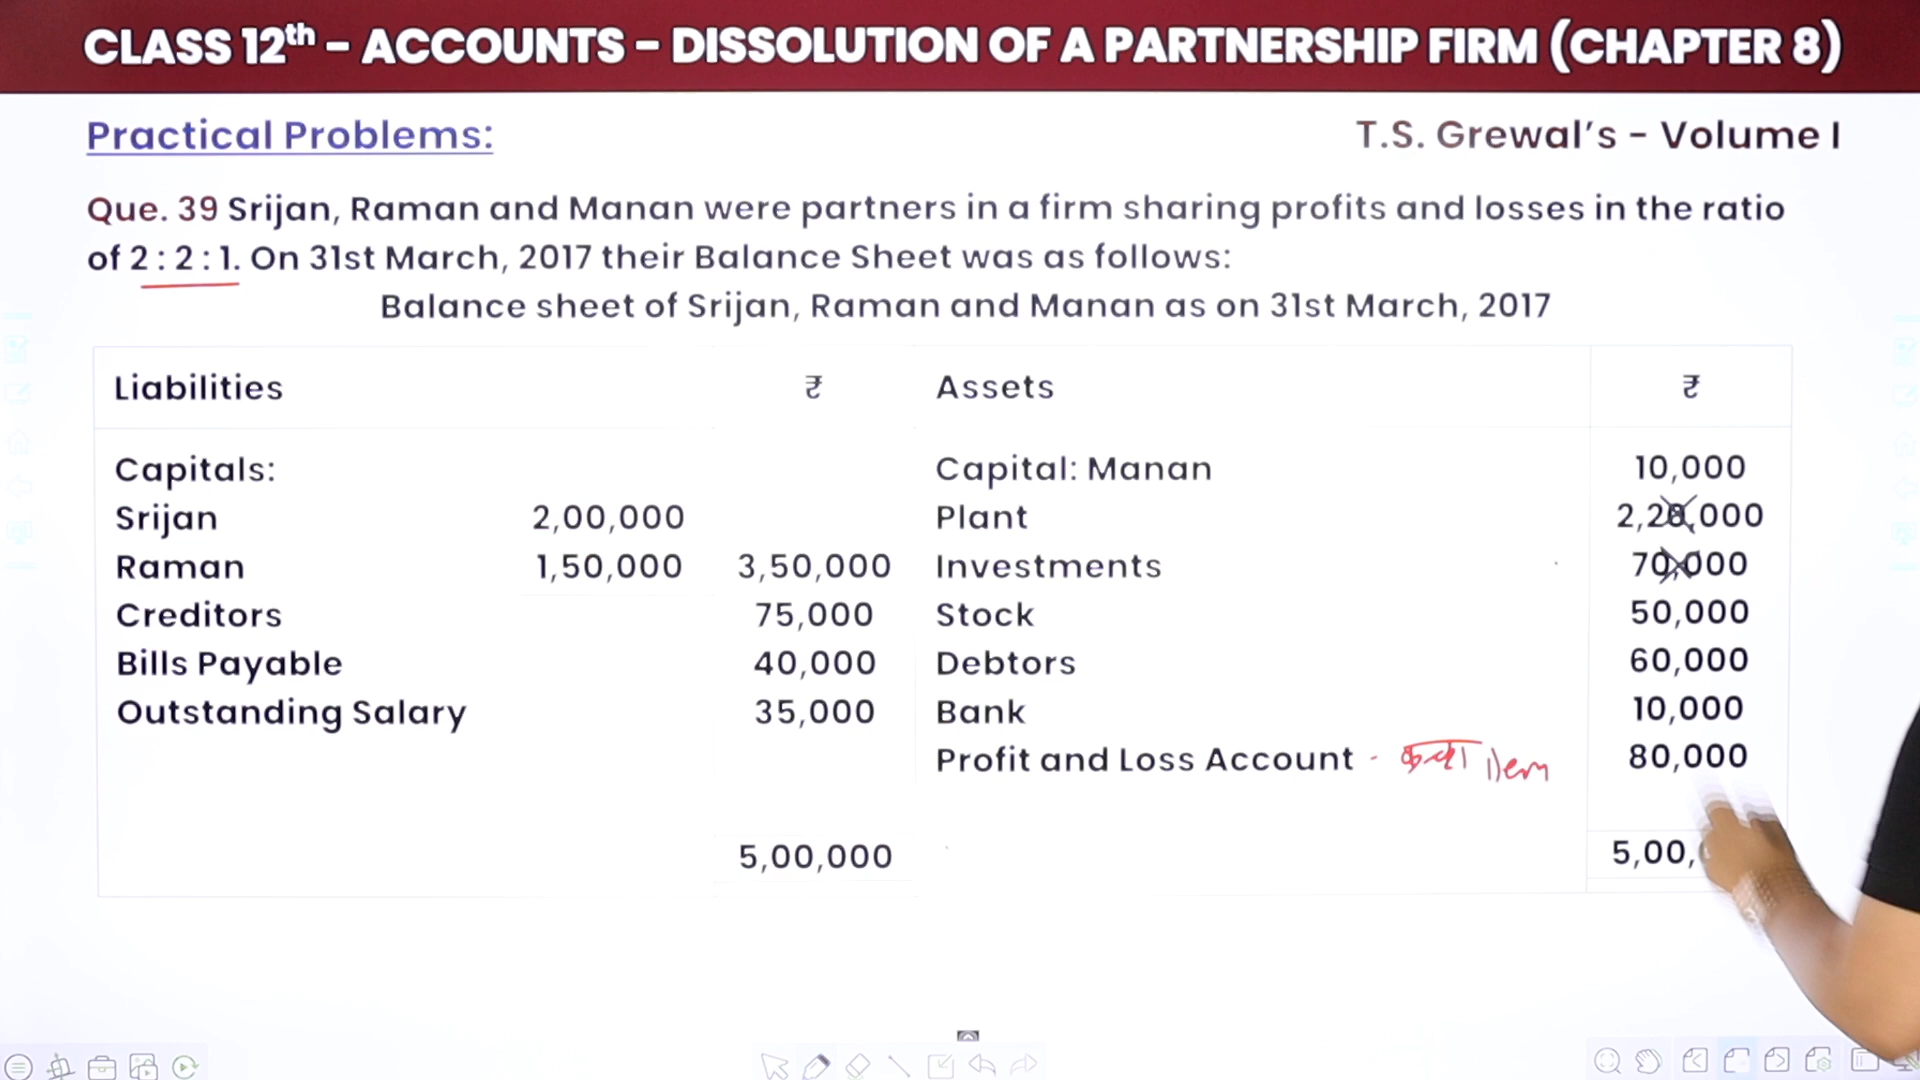 CLASS 12th – ACCOUNTS – DISSOLUTION OF A PARTNERSHIP FIRM (CHAPTER 8)
Practical Problems: T.S. Grewal's – Volume I
Que. 39 Srijan, Raman and Manan were partners in a firm sharing profits and losses in the ratio
of 2 : 2 : 1. On 31st March, 2017 their Balance Sheet was as follows:
Balance sheet of Srijan, Raman and Manan as on 31st March, 2017
Liabilities ₹ Assets ₹
Capitals: Capital: Manan 10,000
Srijan 2,00,000 Plant 2,20,000
Raman 1,50,000 3,50,000 Investments 70,000
Creditors 75,000 Stock 50,000
Bills Payable 40,000 Debtors 60,000
Outstanding Salary 35,000 Bank 10,000
Profit and Loss Account - Item 80,000
5,00,000 5,00,